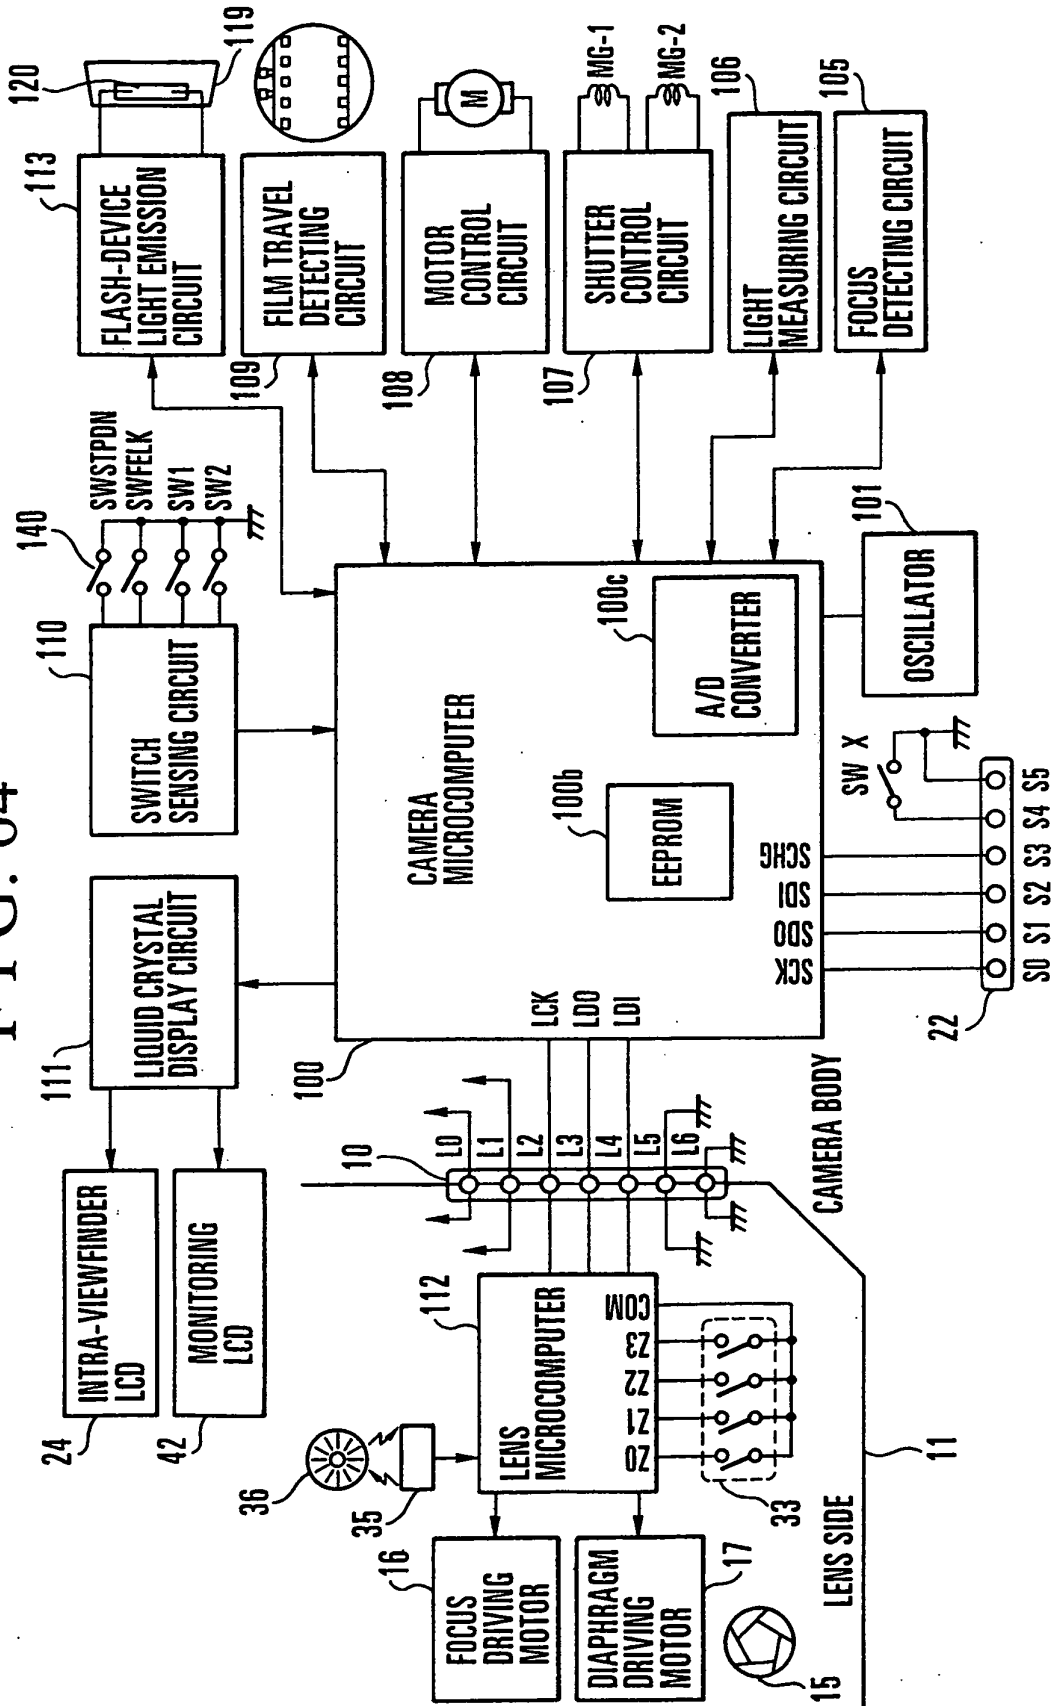 FIG. 64
24
INTRA-VIEWFINDER
LCD
42
MONITORING
LCD
111
LIQUID CRYSTAL
DISPLAY CIRCUIT
110
SWITCH
SENSING CIRCUIT
140
SWSTPDN
SWFELK
SW1
SW2
113
FLASH-DEVICE
LIGHT EMISSION
CIRCUIT
120
119
109
FILM TRAVEL
DETECTING
CIRCUIT
108
MOTOR
CONTROL
CIRCUIT
M
107
SHUTTER
CONTROL
CIRCUIT
MG-1
MG-2
LIGHT
MEASURING CIRCUIT
106
FOCUS
DETECTING CIRCUIT
105
100
CAMERA
MICROCOMPUTER
100b
EEPROM
100c
A/D
CONVERTER
LCK
LDO
LDI
SCK
SDO
SDI
SCHG
101
OSCILLATOR
SW X
22
S0 S1 S2 S3 S4 S5
10
L0
L1
L2
L3
L4
L5
L6
CAMERA BODY
112
LENS
MICROCOMPUTER
Z0 Z1 Z2 Z3 COM
33
36
35
16
FOCUS
DRIVING
MOTOR
17
DIAPHRAGM
DRIVING
MOTOR
15
LENS SIDE
11